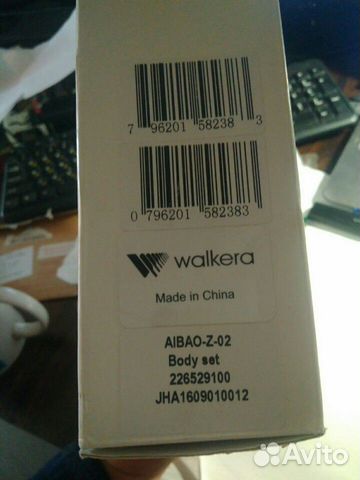 7 96201 58238 3
0 796201 582383
walkera
Made in China
AIBAO-Z-02
Body set
226529100
JHA1609010012
Avito